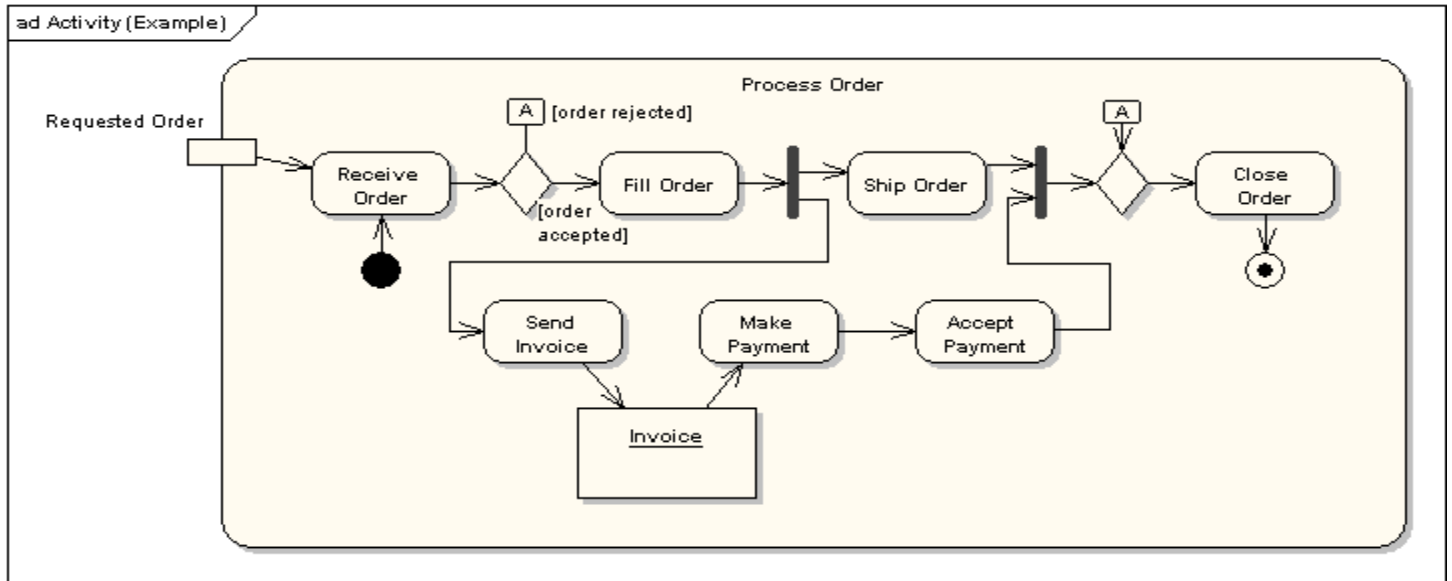 ad Activity (Example)
Process Order
Requested Order
A
[order rejected]
A
Receive
Order
Fill Order
Ship Order
Close
Order
[order
accepted]
Send
Invoice
Make
Payment
Accept
Payment
Invoice